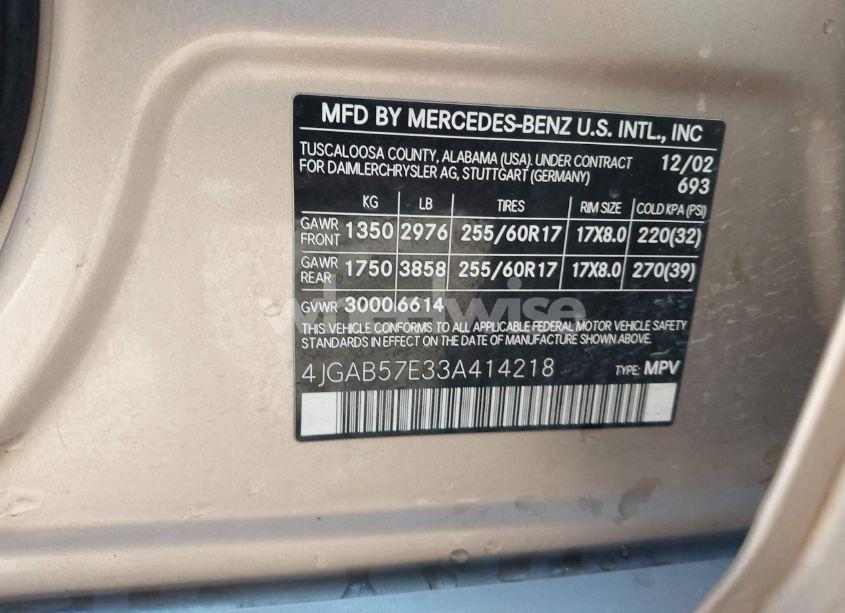 MFD BY MERCEDES-BENZ U.S. INTL., INC
TUSCALOOSA COUNTY, ALABAMA (USA). UNDER CONTRACT 12/02
FOR DAIMLERCHRYSLER AG, STUTTGART (GERMANY) 693
KG LB TIRES RIM SIZE COLD KPA (PSI)
GAWR FRONT 1350 2976 255/60R17 17X8.0 220(32)
GAWR REAR 1750 3858 255/60R17 17X8.0 270(39)
GVWR 3000 6614
wheelwise
THIS VEHICLE CONFORMS TO ALL APPLICABLE FEDERAL MOTOR VEHICLE SAFETY
STANDARDS IN EFFECT ON THE DATE OF MANUFACTURE SHOWN ABOVE.
4JGAB57E33A414218 TYPE: MPV